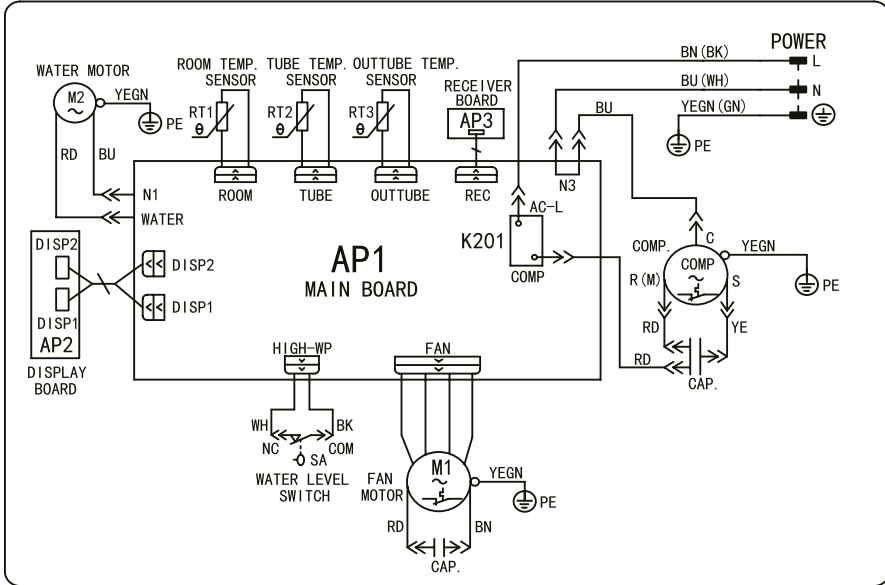 POWER
BN(BK)
L
BU(WH)
N
YEGN(GN)
PE
BU
WATER MOTOR
M2
YEGN
PE
RD
BU
ROOM TEMP.
SENSOR
RT1
θ
ROOM
TUBE TEMP.
SENSOR
RT2
θ
TUBE
OUTTUBE TEMP.
SENSOR
RT3
θ
OUTTUBE
RECEIVER
BOARD
AP3
REC
N3
N1
WATER
AC-L
K201
COMP
AP1
MAIN BOARD
DISP2
DISP1
AP2
DISPLAY
BOARD
DISP2
DISP1
COMP.
C
COMP
R(M)
S
YEGN
PE
RD
YE
RD
CAP.
HIGH-WP
WH
BK
NC
COM
SA
WATER LEVEL
SWITCH
FAN
FAN
MOTOR
M1
YEGN
PE
RD
BN
CAP.